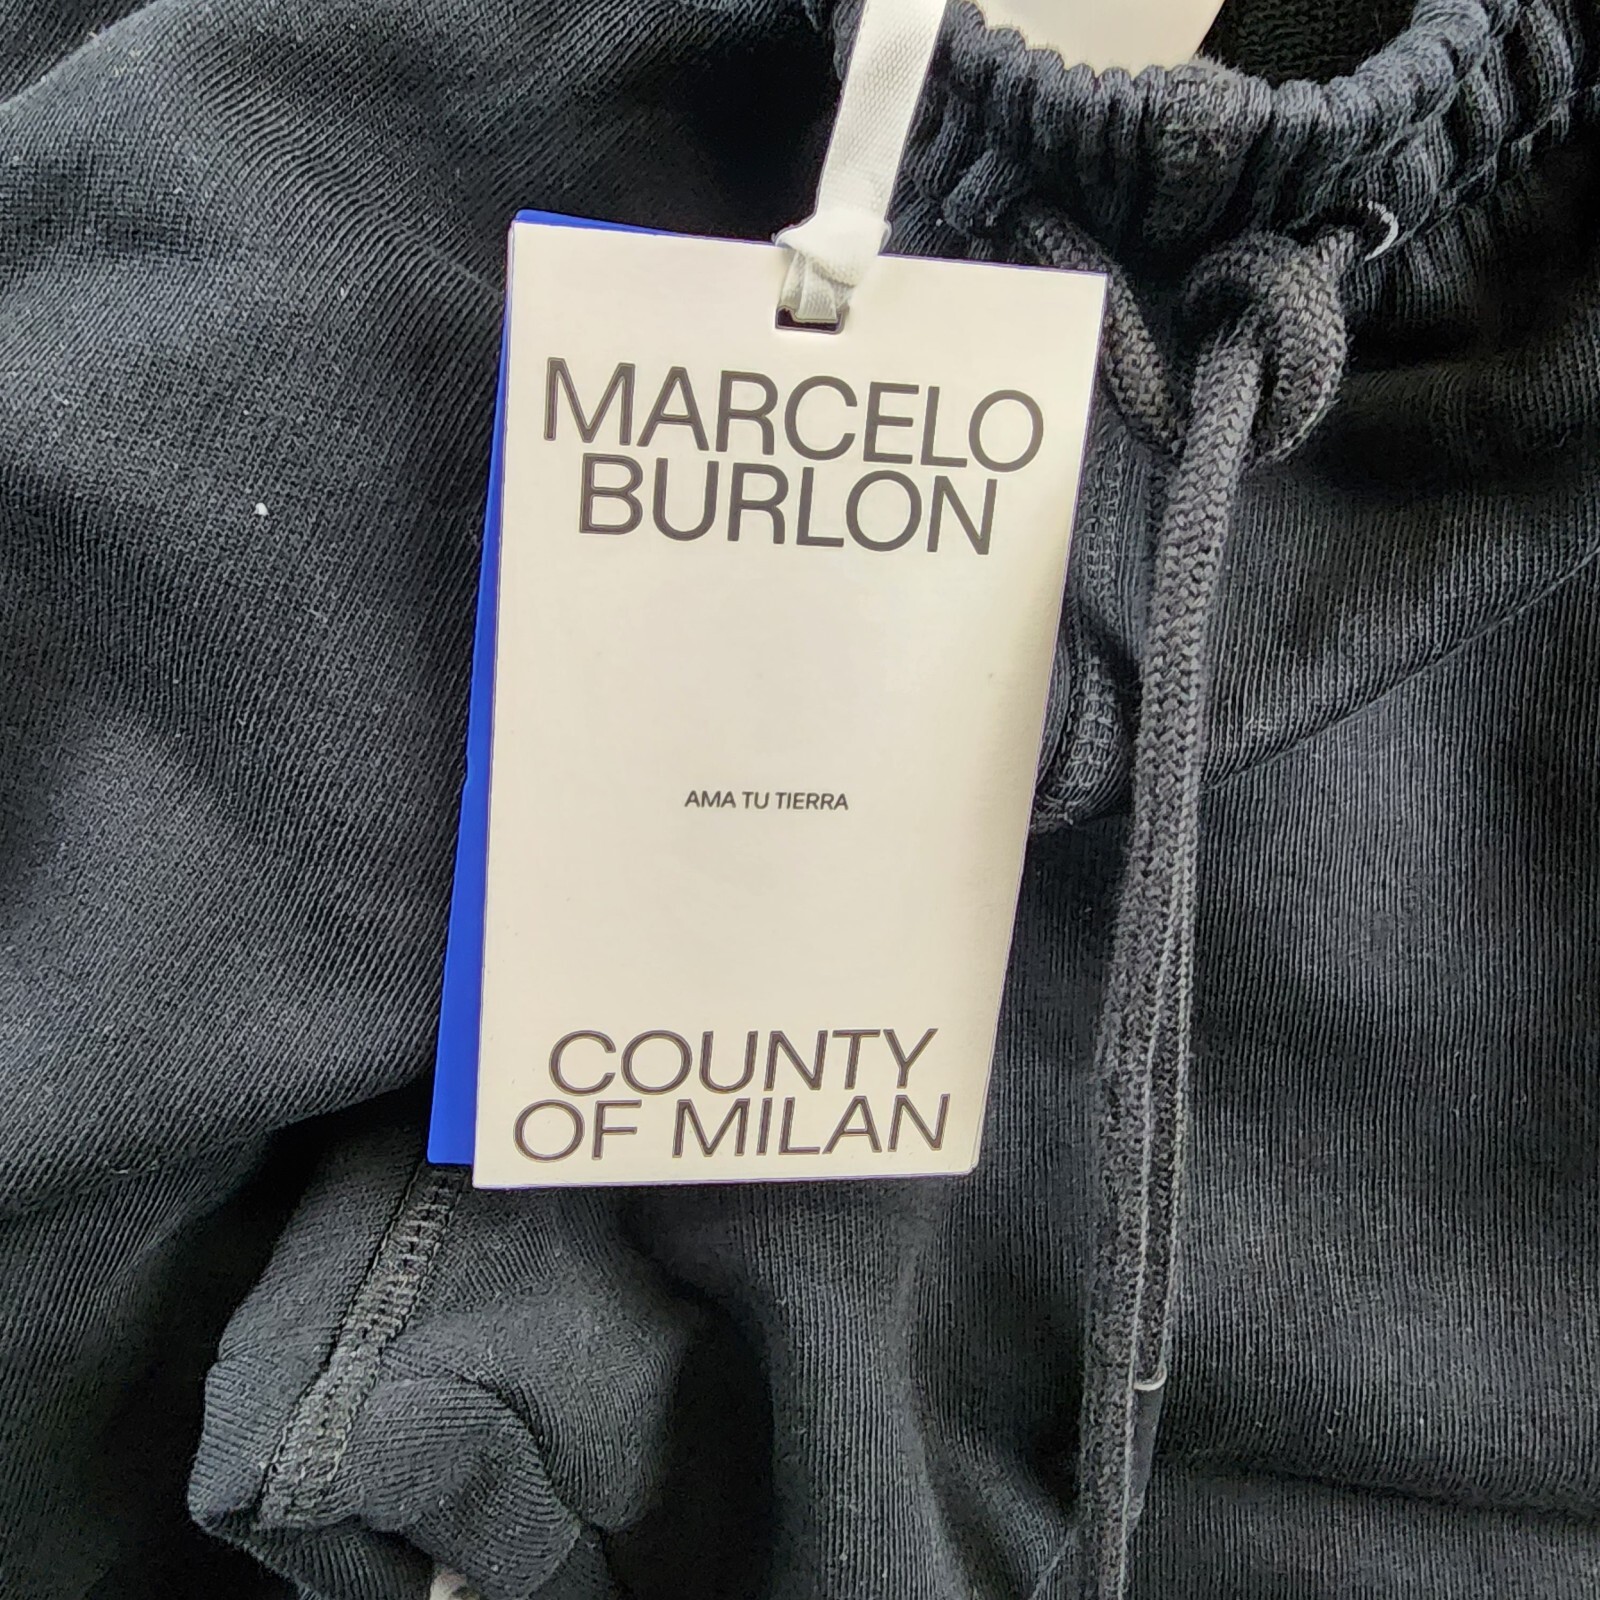 MARCELO
BURLON
AMA TU TIERRA
COUNTY
OF MILAN